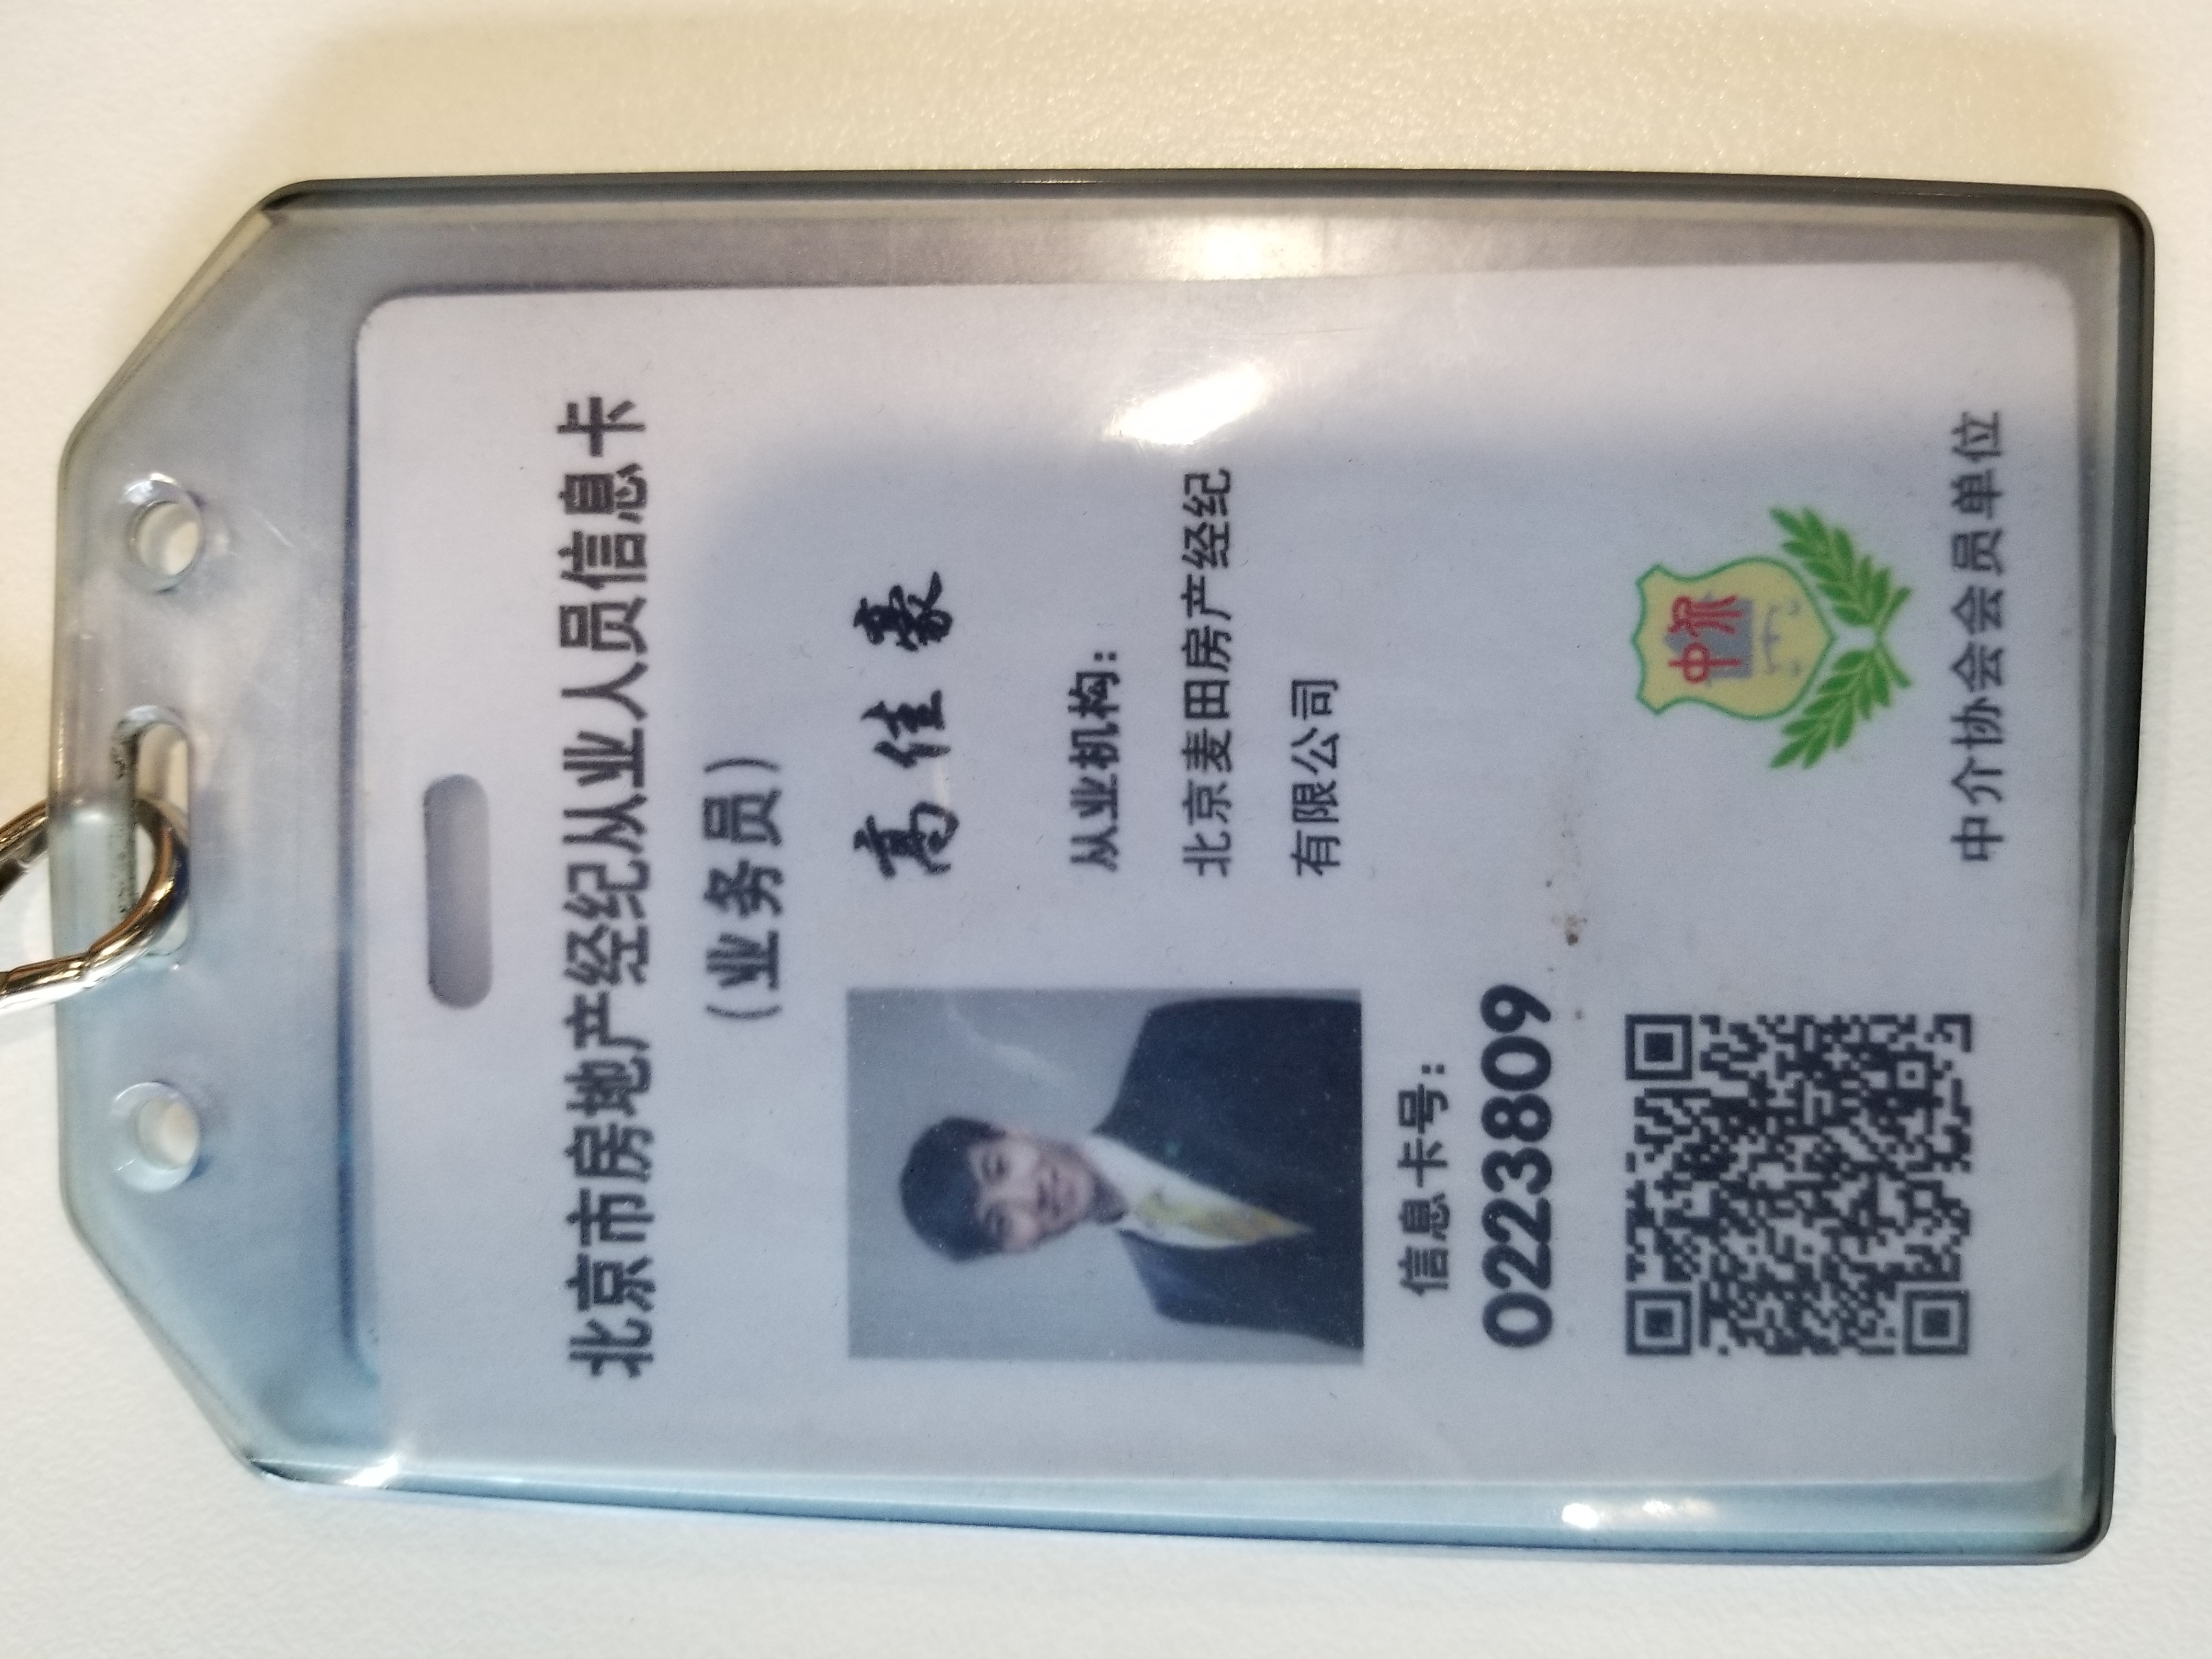 北京市房地产经纪从业人员信息卡
(业务员)
高佳豪
从业机构:
北京麦田房产经纪
有限公司
信息卡号:
0223809
中介
中介协会会员单位